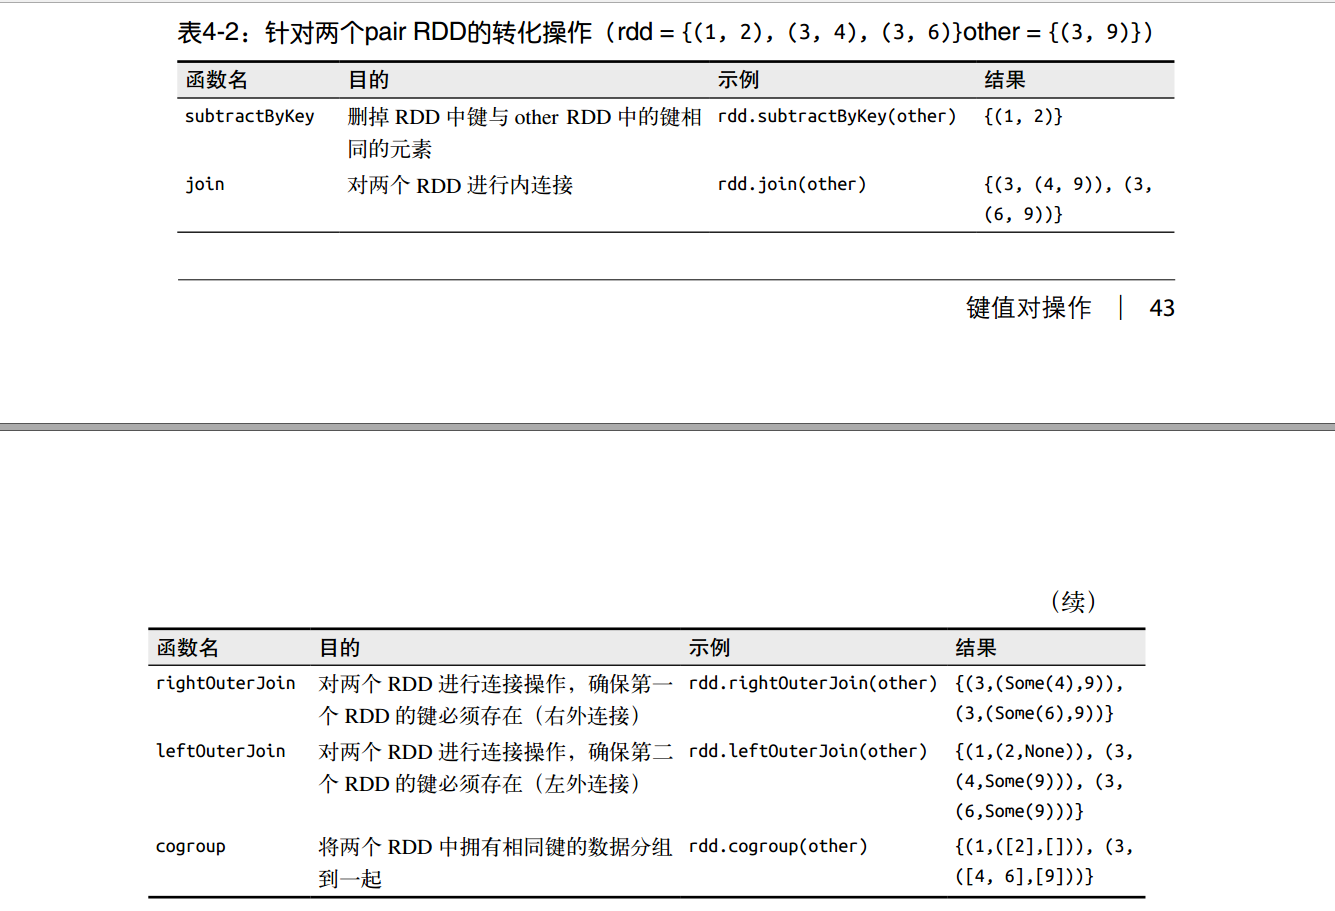 表4-2：针对两个pair RDD的转化操作（rdd = {(1, 2), (3, 4), (3, 6)}other = {(3, 9)})
函数名 目的 示例 结果
subtractByKey 删掉 RDD 中键与 other RDD 中的键相 rdd.subtractByKey(other) {(1, 2)}
同的元素
join 对两个 RDD 进行内连接 rdd.join(other) {(3, (4, 9)), (3,
(6, 9))}
键值对操作 | 43
（续）
函数名 目的 示例 结果
rightOuterJoin 对两个 RDD 进行连接操作，确保第一 rdd.rightOuterJoin(other) {(3,(Some(4),9)),
个 RDD 的键必须存在（右外连接） (3,(Some(6),9))}
leftOuterJoin 对两个 RDD 进行连接操作，确保第二 rdd.leftOuterJoin(other) {(1,(2,None)), (3,
个 RDD 的键必须存在（左外连接） (4,Some(9))), (3,
(6,Some(9)))}
cogroup 将两个 RDD 中拥有相同键的数据分组 rdd.cogroup(other) {(1,([2],[])), (3,
到一起 ([4, 6],[9]))}